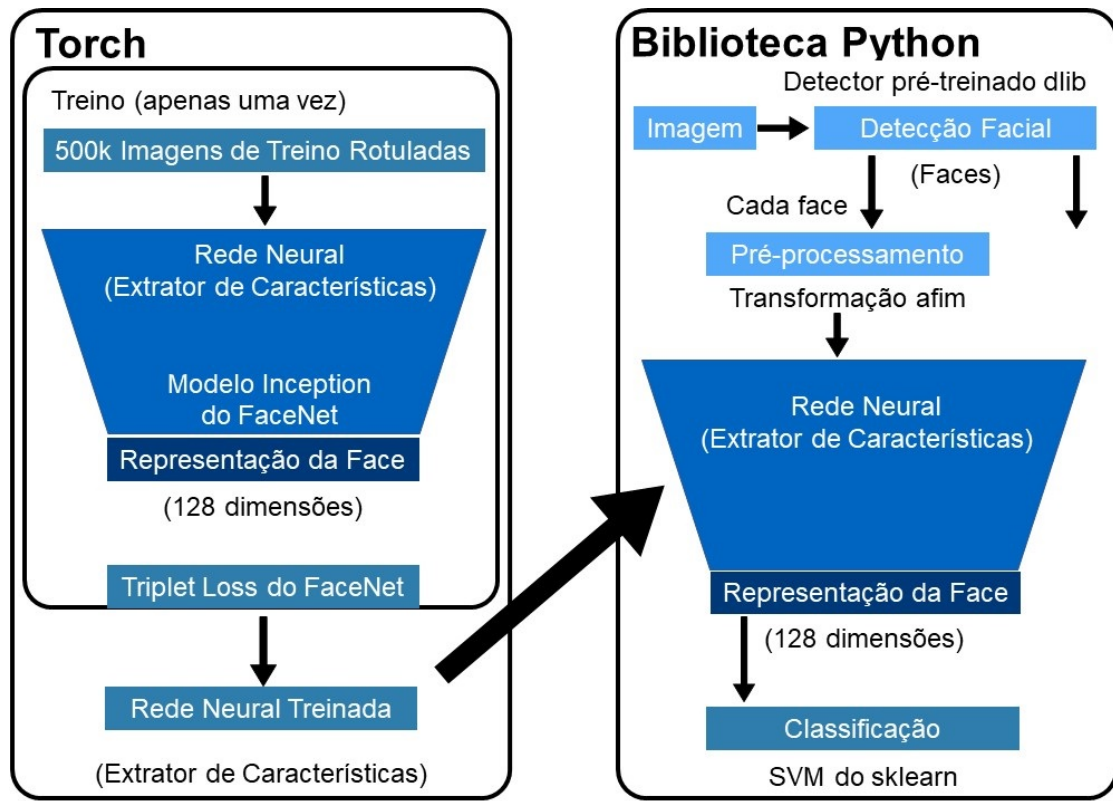 Torch
Treino (apenas uma vez)
500k Imagens de Treino Rotuladas
Rede Neural
(Extrator de Características)
Modelo Inception
do FaceNet
Representação da Face
(128 dimensões)
Triplet Loss do FaceNet
Rede Neural Treinada
(Extrator de Características)
Biblioteca Python
Detector pré-treinado dlib
Imagem
Detecção Facial
(Faces)
Cada face
Pré-processamento
Transformação afim
Rede Neural
(Extrator de Características)
Representação da Face
(128 dimensões)
Classificação
SVM do sklearn